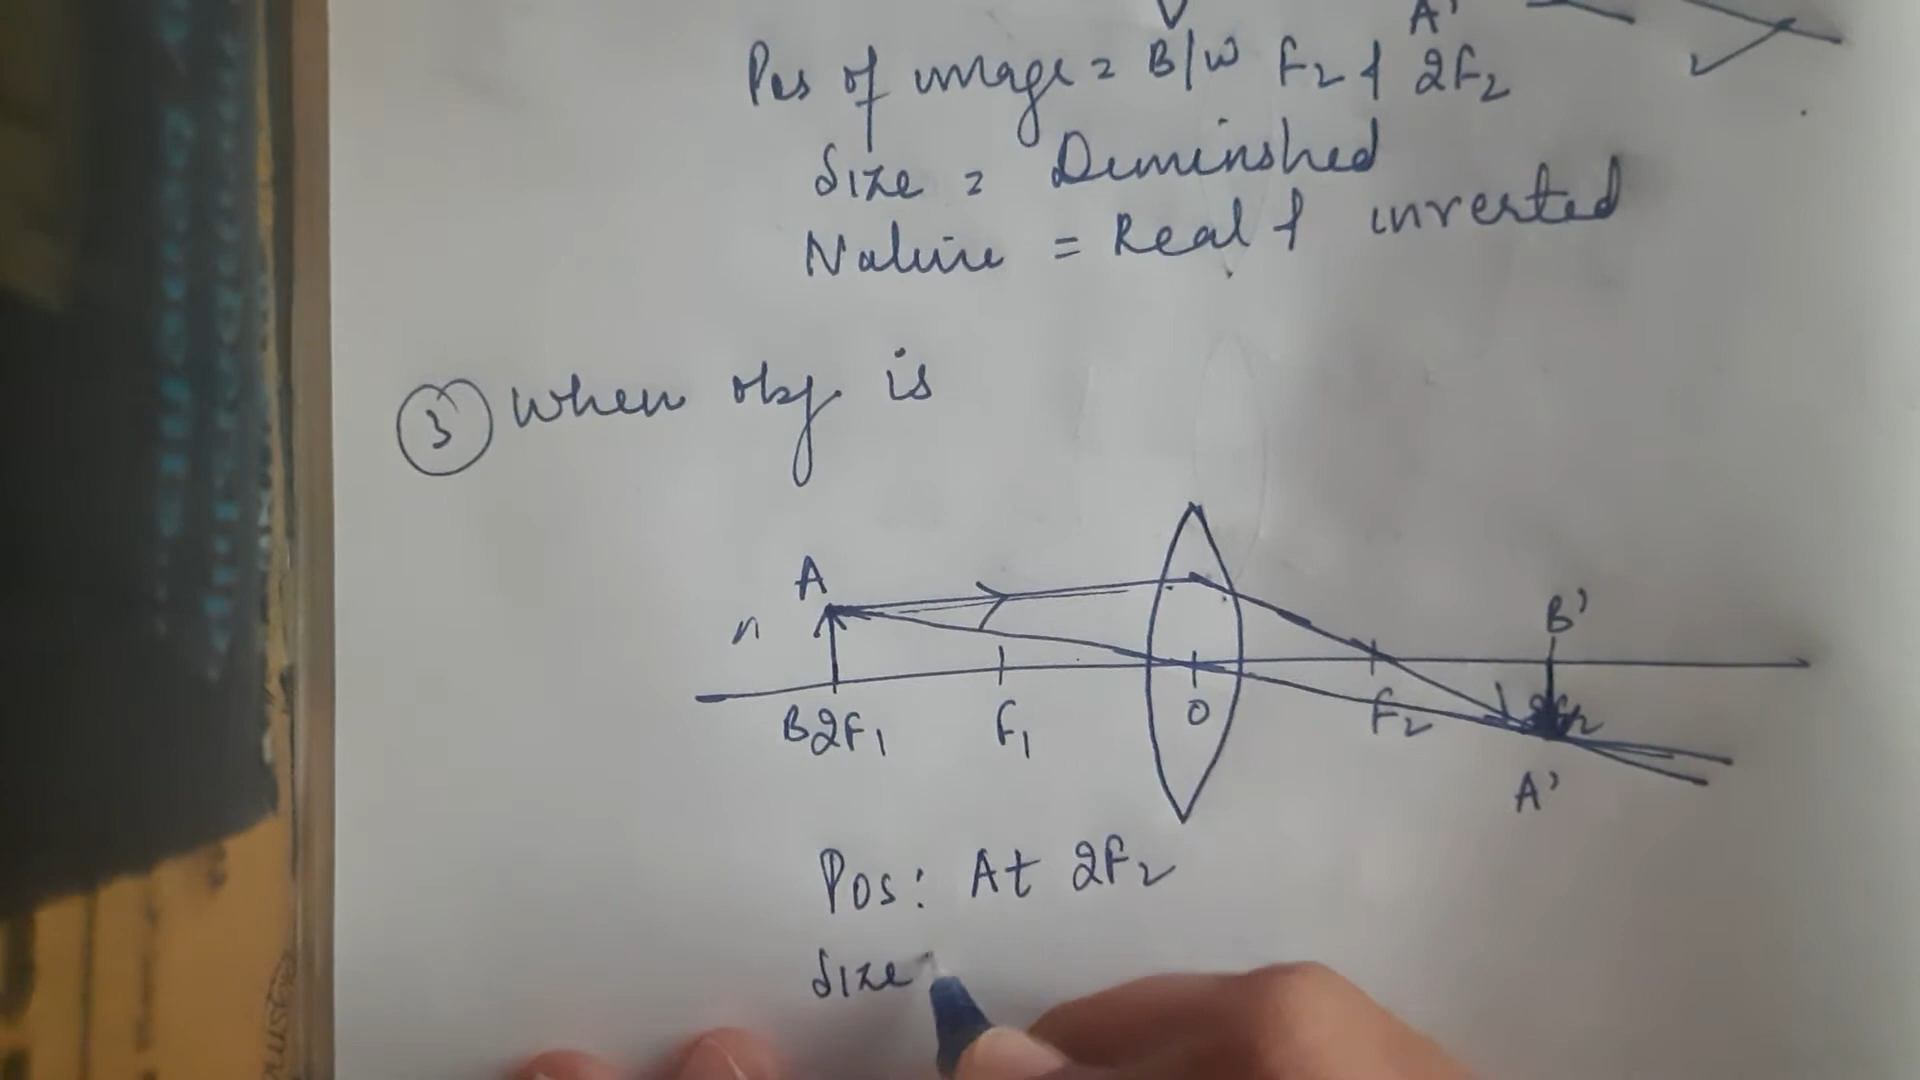 A'
Pos of image = B/W F2 & 2F2
Size = Diminshed
Nature = Real & inverted
3 When obj is
A
B'
n
B 2F1 F1 O F2 2F2
A'
Pos: At 2F2
Size